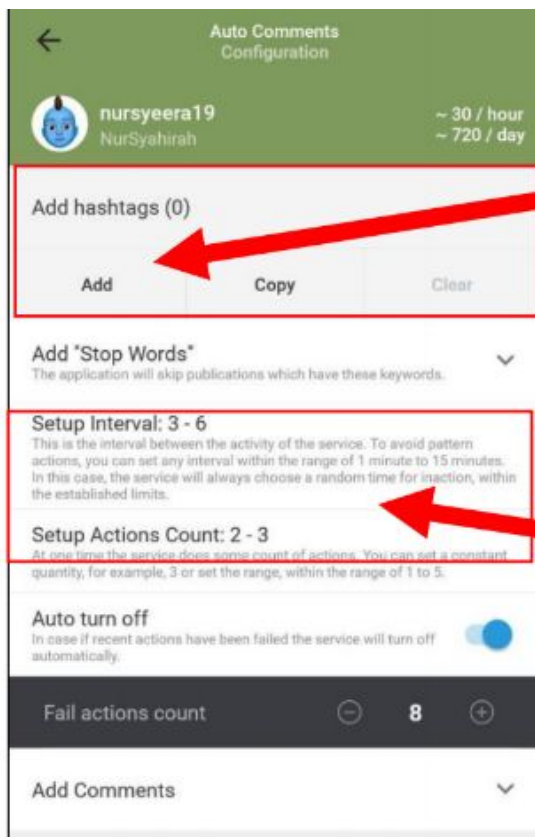 Auto Comments
Configuration
nursyeera19
NurSyahirah
~ 30 / hour
~ 720 / day
Add hashtags (0)
Add
Copy
Clear
Add "Stop Words"
The application will skip publications which have these keywords.
Setup Interval: 3 - 6
This is the interval between the activity of the service. To avoid pattern
actions, you can set any interval within the range of 1 minute to 15 minutes.
In this case, the service will always choose a random time for inaction, within
the established limits.
Setup Actions Count: 2 - 3
At one time the service does some count of actions. You can set a constant
quantity, for example, 3 or set the range, within the range of 1 to 5.
Auto turn off
In case if recent actions have been failed the service will turn off
automatically.
Fail actions count
8
Add Comments